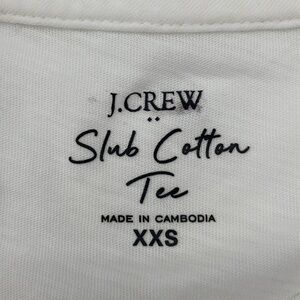 J.CREW
Slub Cotton
Tee
MADE IN CAMBODIA
XXS